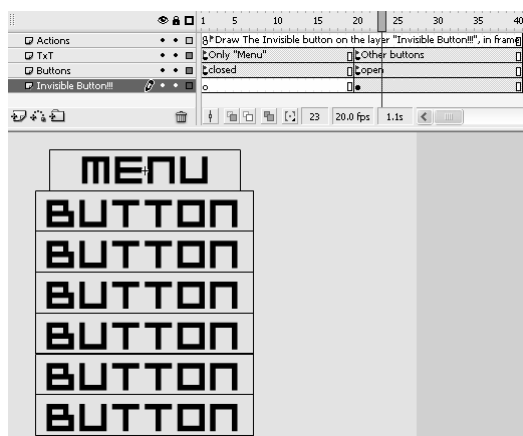 1 5 10 15 20 25 30 35 40
Actions Draw The Invisible button on the layer "Invisible Button!!!", in frame
TxT Only "Menu" Other buttons
Buttons closed open
Invisible Button!!!
23 20.0 fps 1.1s
MENU
BUTTON
BUTTON
BUTTON
BUTTON
BUTTON
BUTTON